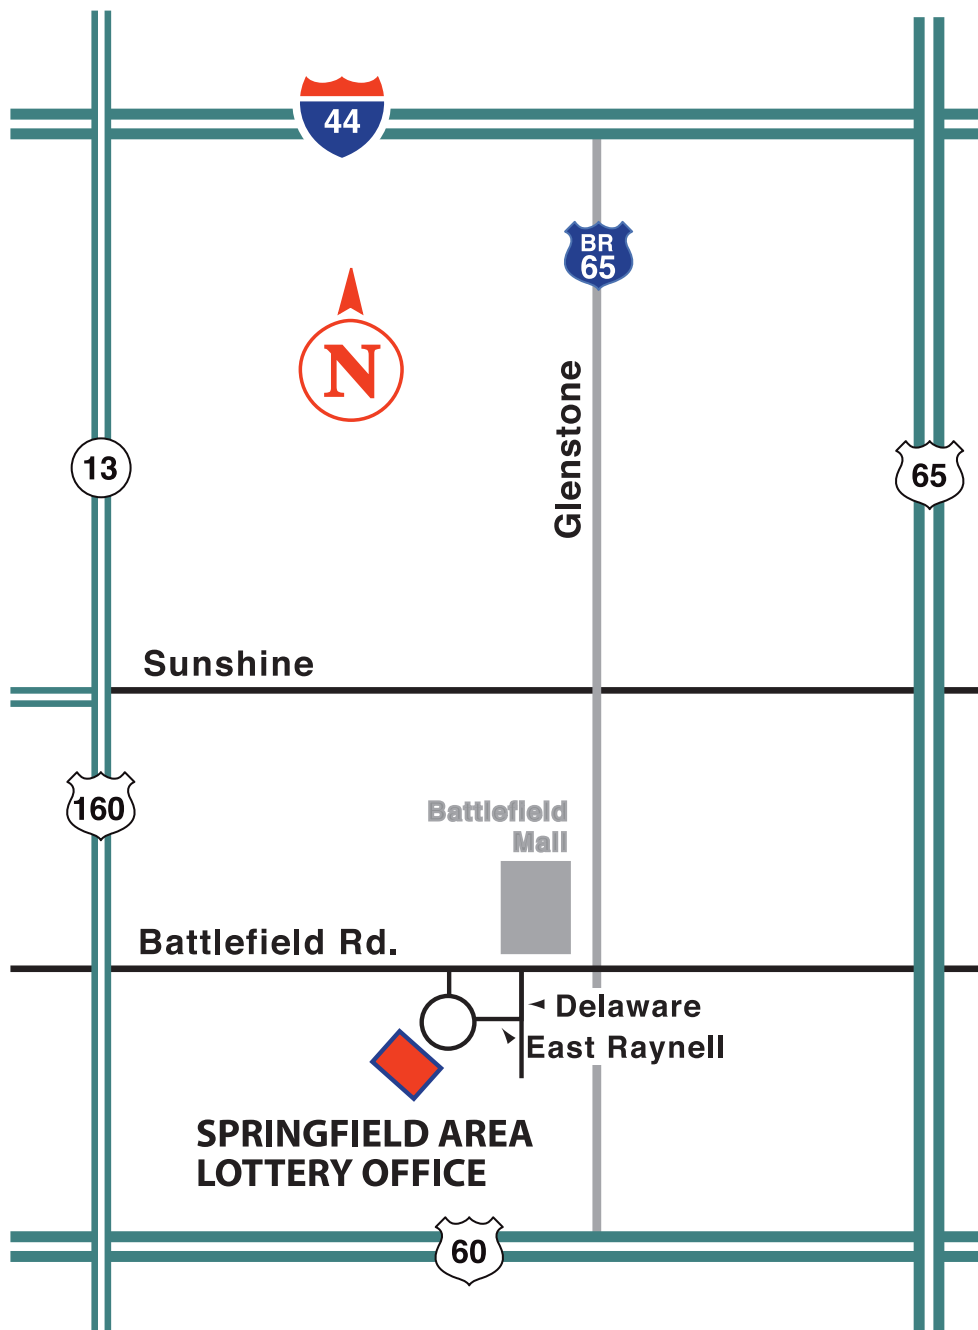 44
BR
65
N
Glenstone
13
65
Sunshine
160
Battlefield
Mall
Battlefield Rd.
Delaware
East Raynell
SPRINGFIELD AREA
LOTTERY OFFICE
60